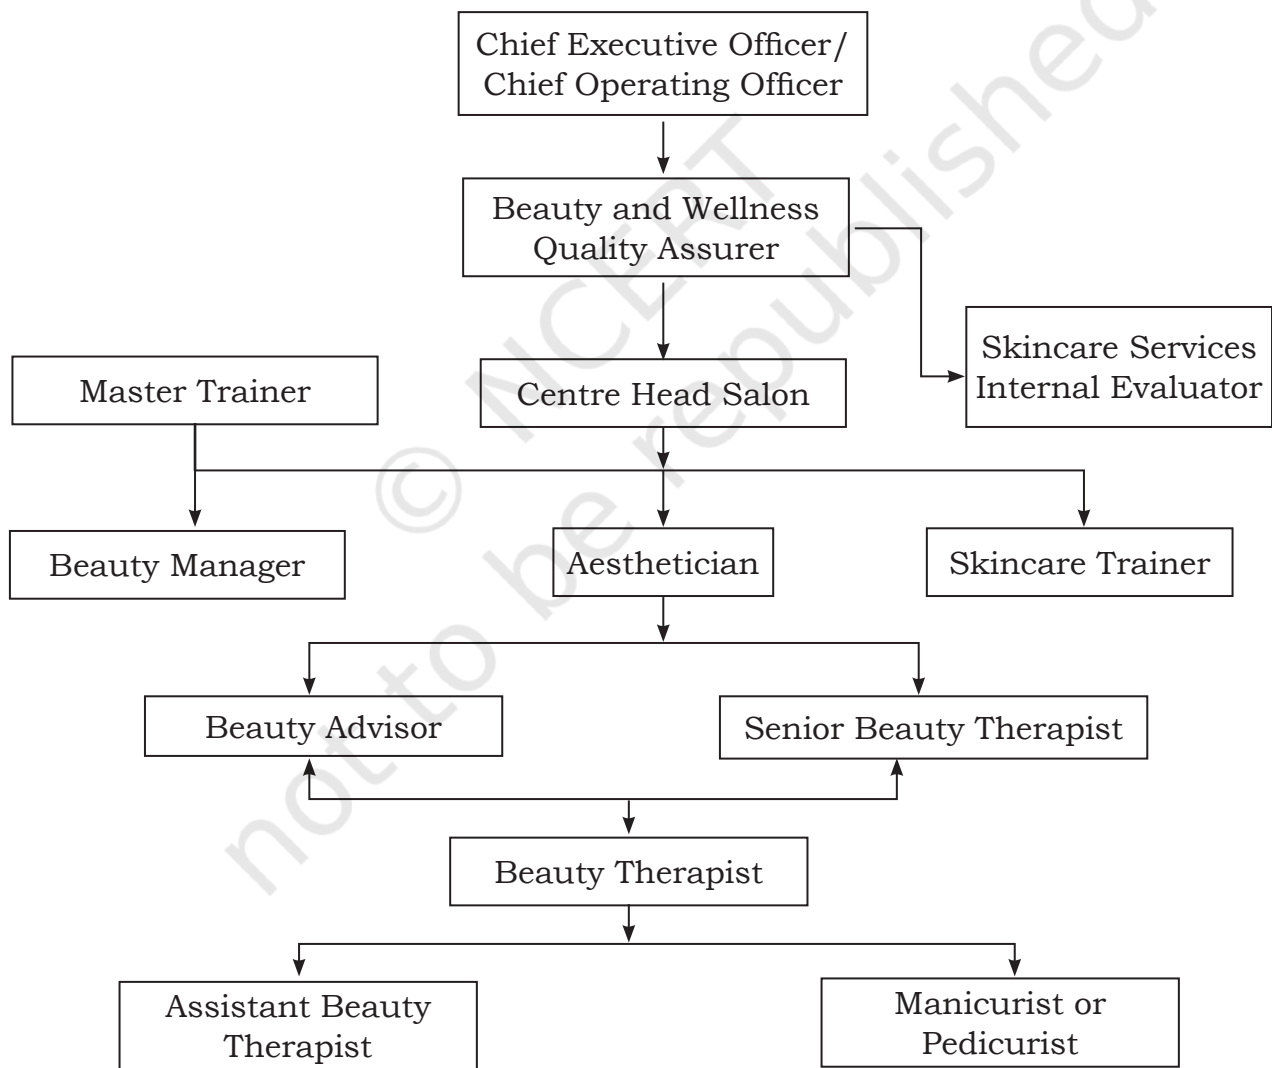 Chief Executive Officer/
Chief Operating Officer
Beauty and Wellness
Quality Assurer
Skincare Services
Internal Evaluator
Master Trainer
Centre Head Salon
Beauty Manager
Aesthetician
Skincare Trainer
Beauty Advisor
Senior Beauty Therapist
Beauty Therapist
Assistant Beauty
Therapist
Manicurist or
Pedicurist
© NCERT
not to be republished